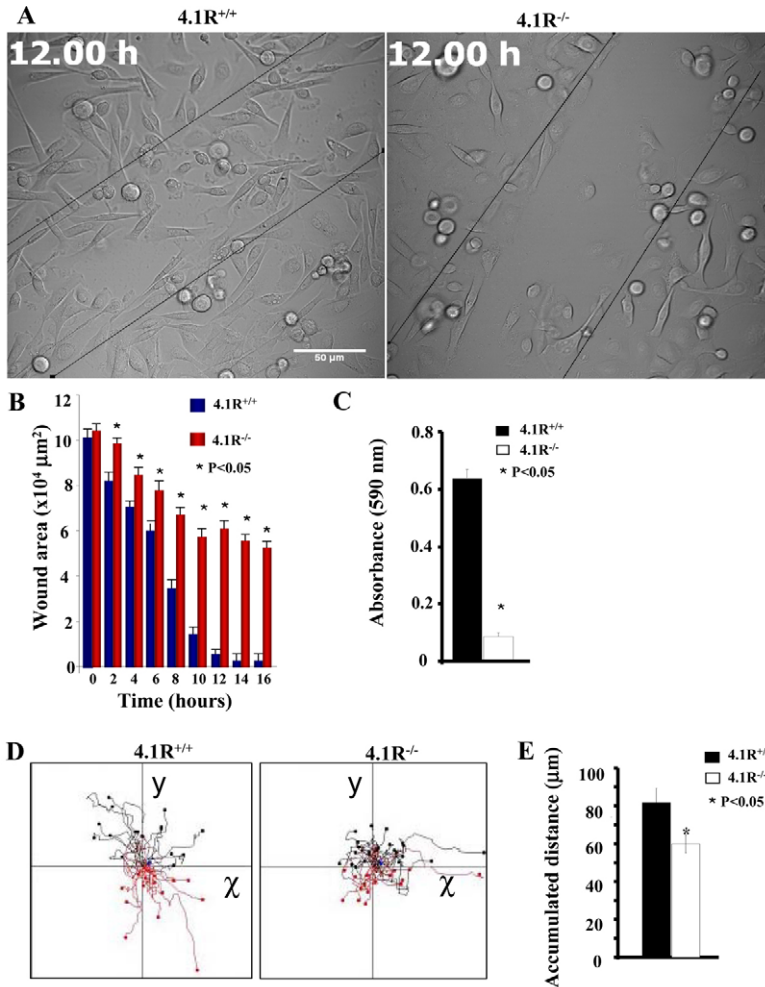 A
4.1R+/+
4.1R-/-
12.00 h
12.00 h
50 µm
B
12
10
8
6
4
2
0
Wound area (x10⁴ µm²)
0 2 4 6 8 10 12 14 16
Time (hours)
4.1R+/+
4.1R-/-
* P<0.05
* * * * * * * *
C
0.8
0.6
0.4
0.2
0
Absorbance (590 nm)
4.1R+/+
4.1R-/-
* P<0.05
*
D
4.1R+/+
4.1R-/-
y
χ
y
χ
E
100
80
60
40
20
0
Accumulated distance (µm)
4.1R+/
4.1R-/-
* P<0.05
*